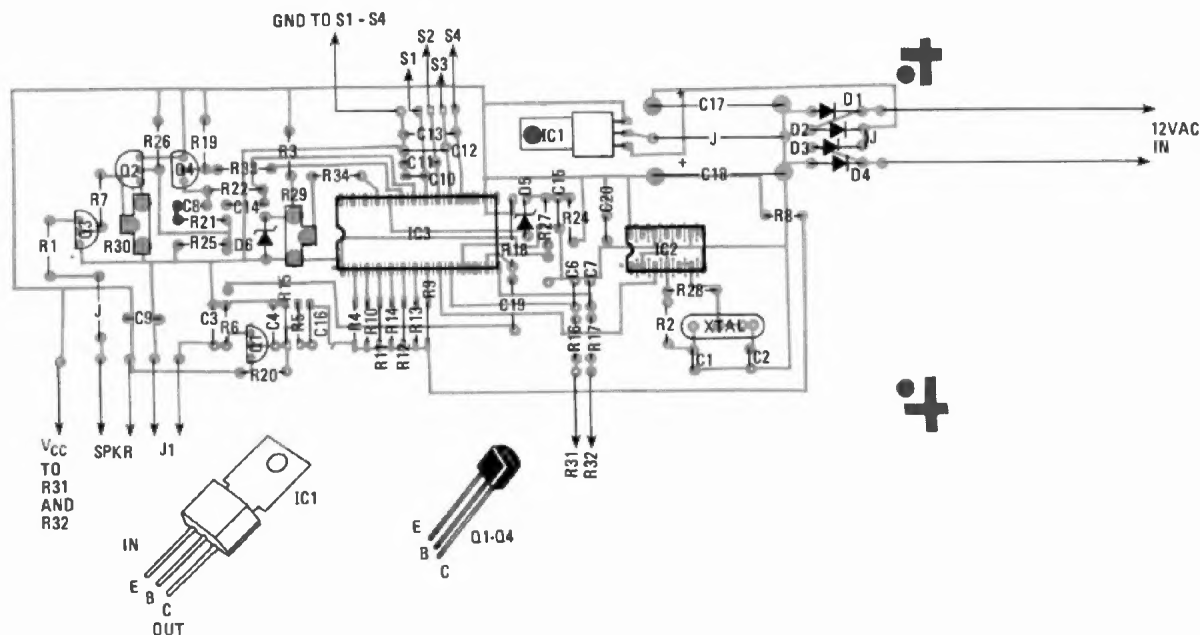 GND TO S1 - S4
S1
S2
S3
S4
C17
D1
D2
J
D3
D4
12VAC
IN
IC1
J
+
+
C18
R26
R19
R3
C13
C12
C11
C10
Q2
Q4
R33
R34
R7
R22
C8
C14
R29
R21
D6
R25
R30
Q3
R1
IC3
D5
C15
R27
R24
C20
R18
IC2
R8
R15
R9
C6
C7
C19
R28
J
C9
C3
R6
Q1
C4
R5
C16
R4
R10
R11
R14
R12
R13
R20
R16
R17
R2
XTAL
C1
C2
VCC
TO
R31
AND
R32
SPKR
J1
R31
R32
IC1
IN
E
B
C
OUT
E
B
C
Q1-Q4